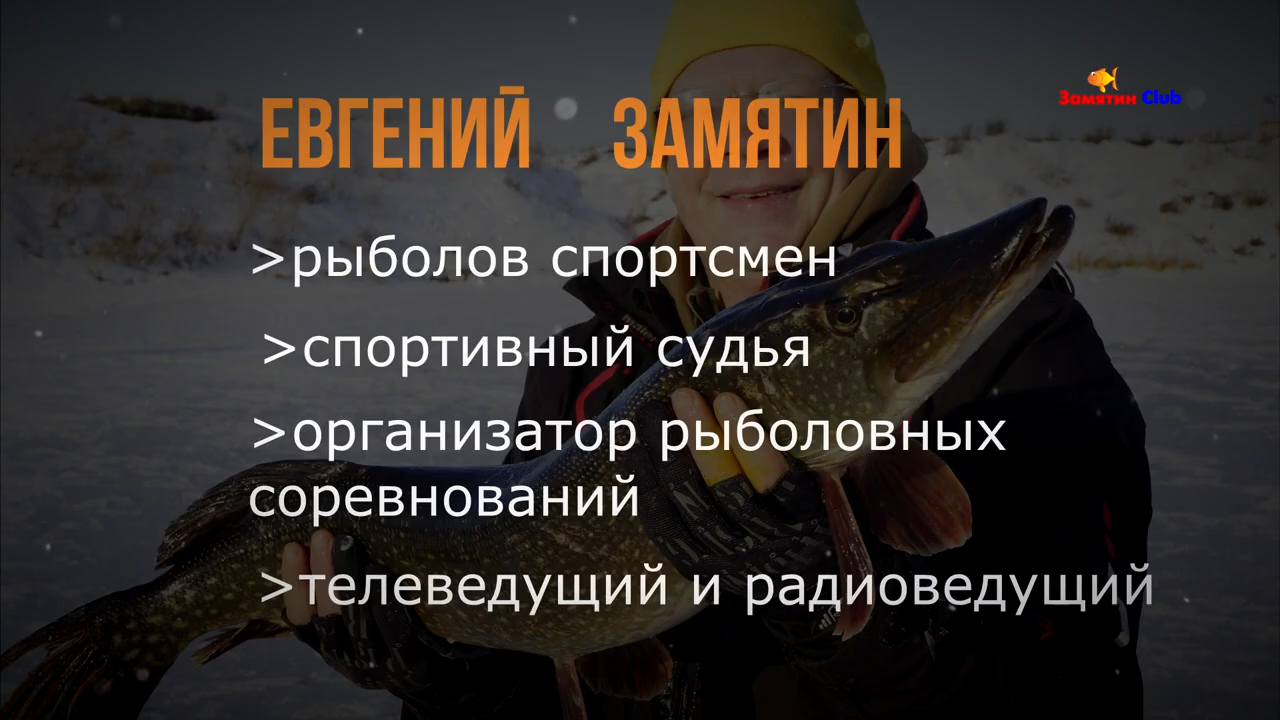 ЕВГЕНИЙ ЗАМЯТИН
Замятин Club
>рыболов спортсмен
>спортивный судья
>организатор рыболовных
соревнований
>телеведущий и радиоведущий